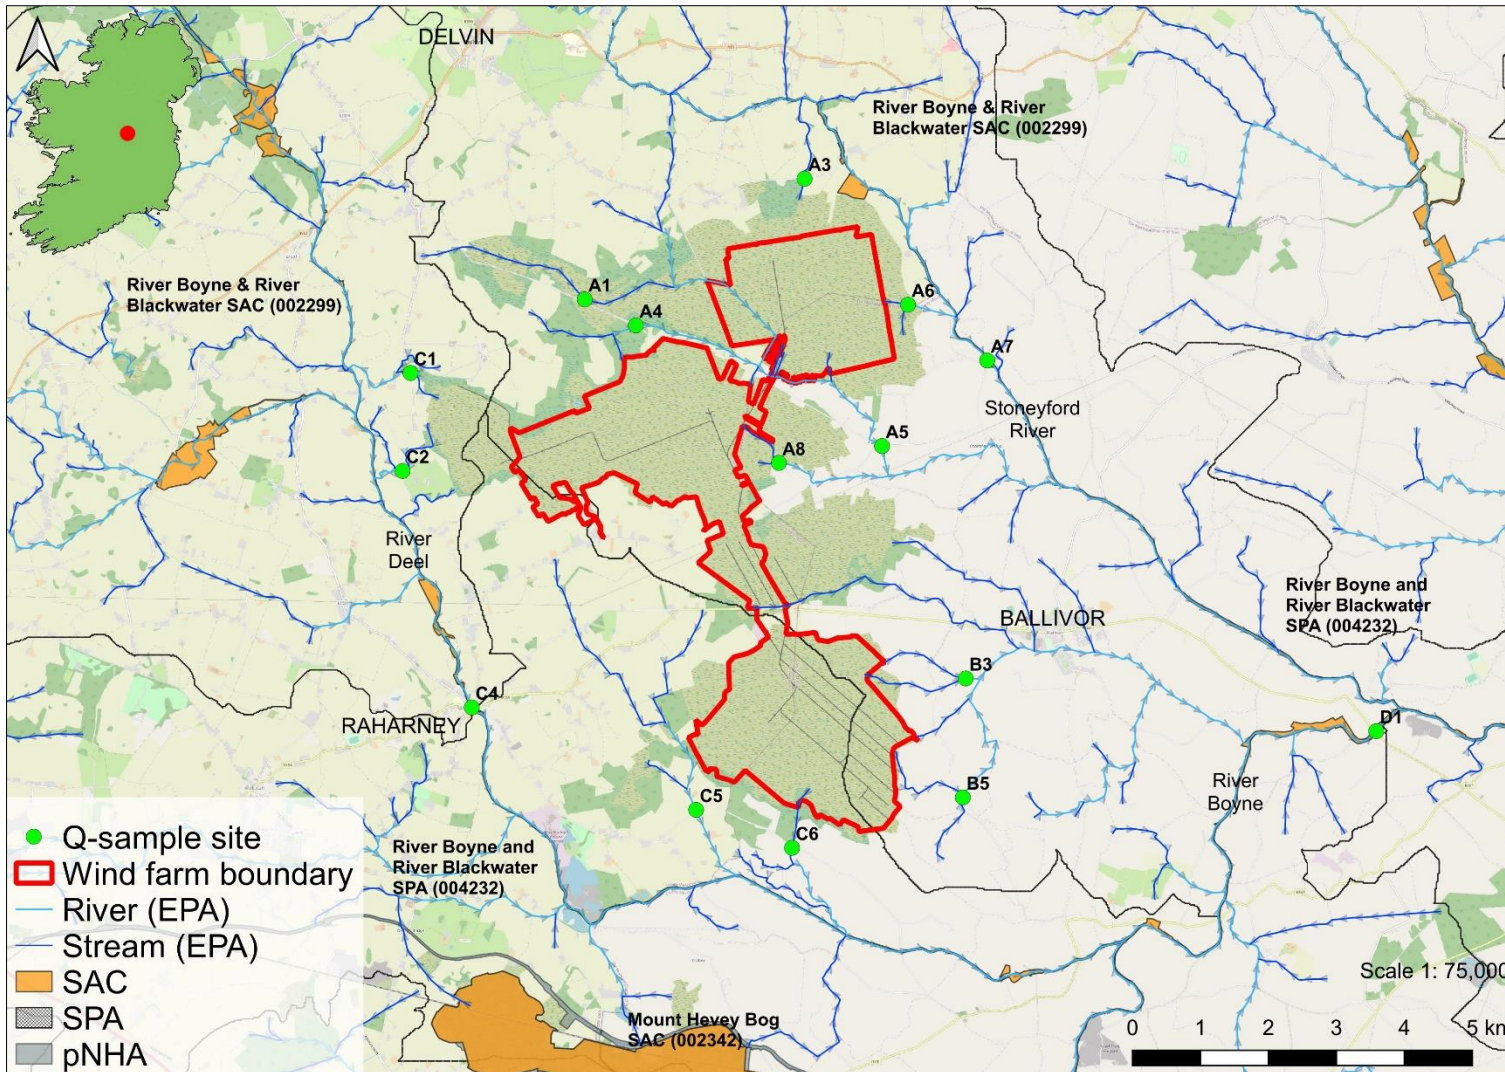 DELVIN
River Boyne & River
Blackwater SAC (002299)
A3
River Boyne & River
Blackwater SAC (002299)
A1
A6
A4
C1
A7
Stoneyford
River
A5
A8
C2
River
Deel
River Boyne and
River Blackwater
SPA (004232)
BALLIVOR
B3
C4
RAHARNEY
D1
River
Boyne
B5
C5
C6
River Boyne and
River Blackwater
SPA (004232)
Q-sample site
Wind farm boundary
River (EPA)
Stream (EPA)
SAC
SPA
pNHA
Mount Hevey Bog
SAC (002342)
Scale 1: 75,000
0 1 2 3 4 5 km